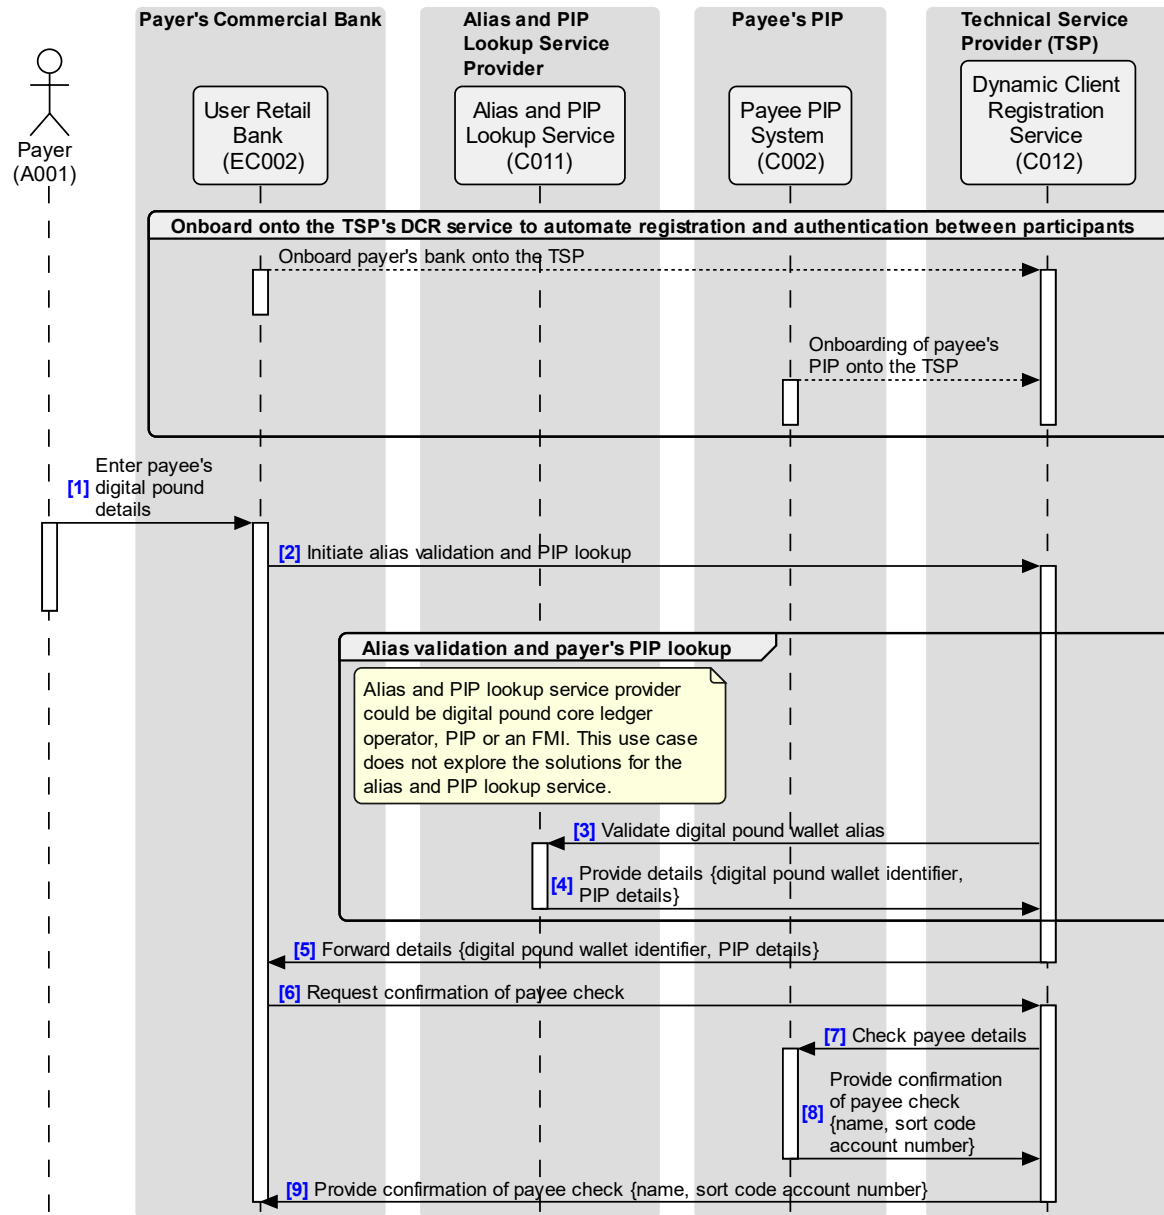 Payer's Commercial Bank
Alias and PIP
Lookup Service
Provider
Payee's PIP
Technical Service
Provider (TSP)
Payer
(A001)
User Retail
Bank
(EC002)
Alias and PIP
Lookup Service
(C011)
Payee PIP
System
(C002)
Dynamic Client
Registration
Service
(C012)
Onboard onto the TSP's DCR service to automate registration and authentication between participants
Onboard payer's bank onto the TSP
Onboarding of payee's
PIP onto the TSP
[1] Enter payee's
digital pound
details
[2] Initiate alias validation and PIP lookup
Alias validation and payer's PIP lookup
Alias and PIP lookup service provider
could be digital pound core ledger
operator, PIP or an FMI. This use case
does not explore the solutions for the
alias and PIP lookup service.
[3] Validate digital pound wallet alias
[4] Provide details {digital pound wallet identifier,
PIP details}
[5] Forward details {digital pound wallet identifier, PIP details}
[6] Request confirmation of payee check
[7] Check payee details
[8] Provide confirmation
of payee check
{name, sort code
account number}
[9] Provide confirmation of payee check {name, sort code account number}